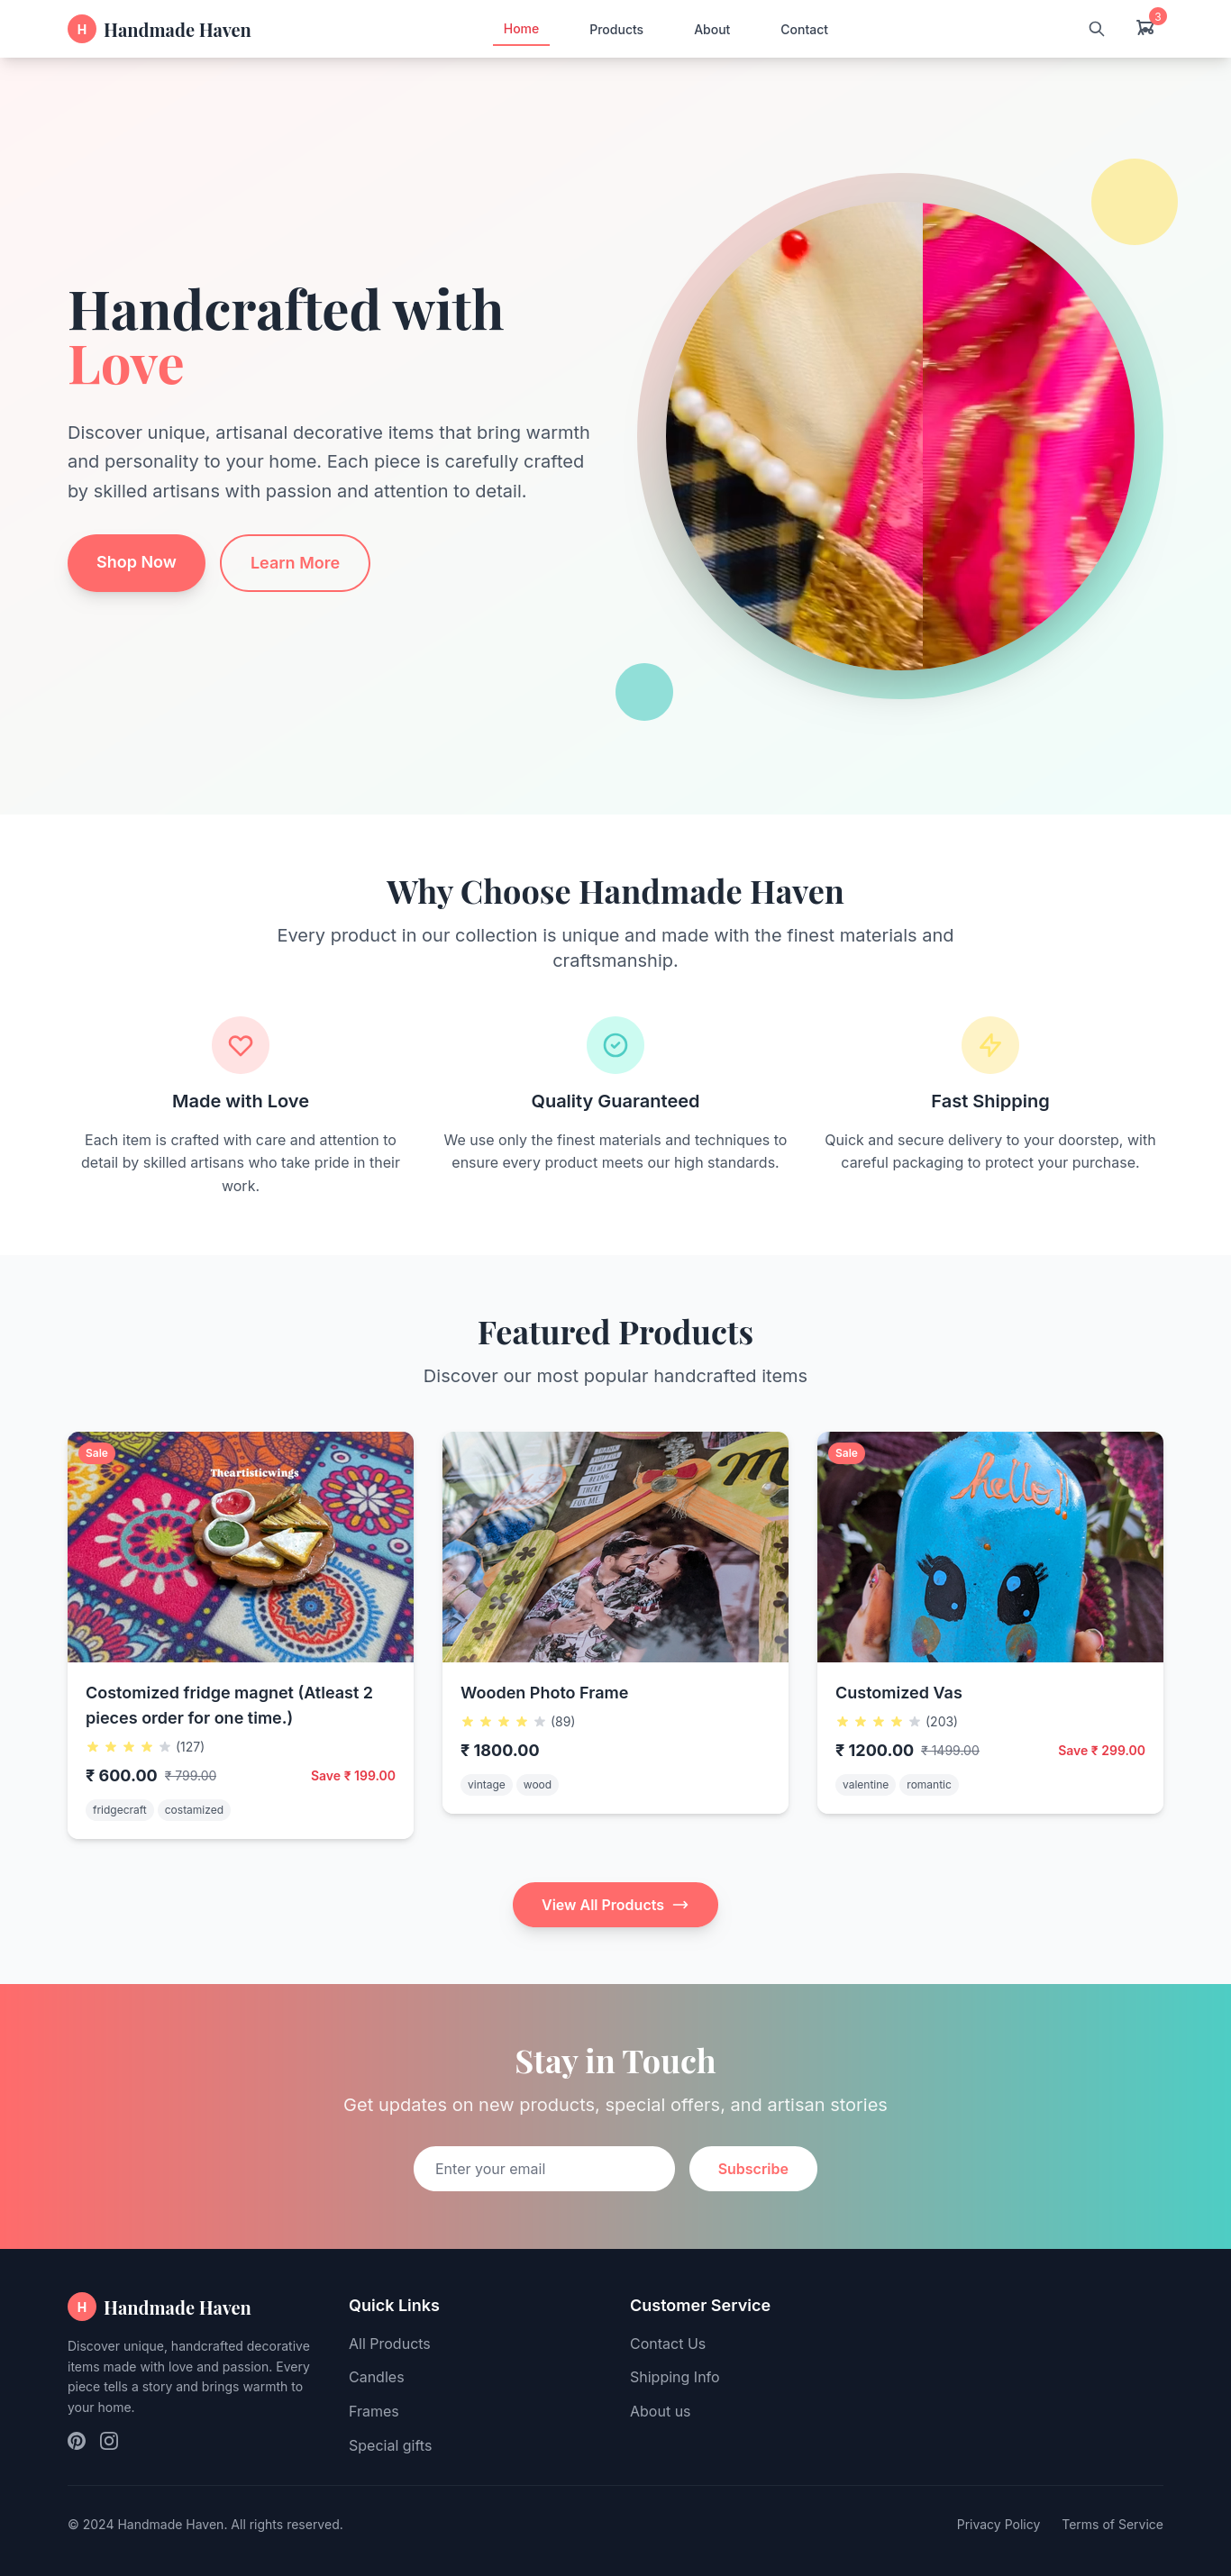 H Handmade Haven
Home Products About Contact
3
Handcrafted with
Love
Discover unique, artisanal decorative items that bring warmth
and personality to your home. Each piece is carefully crafted
by skilled artisans with passion and attention to detail.
Shop Now Learn More
Why Choose Handmade Haven
Every product in our collection is unique and made with the finest materials and
craftsmanship.
Made with Love
Each item is crafted with care and attention to
detail by skilled artisans who take pride in their
work.
Quality Guaranteed
We use only the finest materials and techniques to
ensure every product meets our high standards.
Fast Shipping
Quick and secure delivery to your doorstep, with
careful packaging to protect your purchase.
Featured Products
Discover our most popular handcrafted items
Sale
Theartisticwings
Costomized fridge magnet (Atleast 2
pieces order for one time.)
(127)
₹ 600.00 ₹ 799.00 Save ₹ 199.00
fridgecraft costamized
ALWAYS
BEING
THERE
FOR ME
m
Wooden Photo Frame
(89)
₹ 1800.00
vintage wood
Sale
hello!!
Customized Vas
(203)
₹ 1200.00 ₹ 1499.00 Save ₹ 299.00
valentine romantic
View All Products
Stay in Touch
Get updates on new products, special offers, and artisan stories
Enter your email Subscribe
H Handmade Haven
Discover unique, handcrafted decorative
items made with love and passion. Every
piece tells a story and brings warmth to
your home.
Quick Links
All Products
Candles
Frames
Special gifts
Customer Service
Contact Us
Shipping Info
About us
© 2024 Handmade Haven. All rights reserved.
Privacy Policy Terms of Service